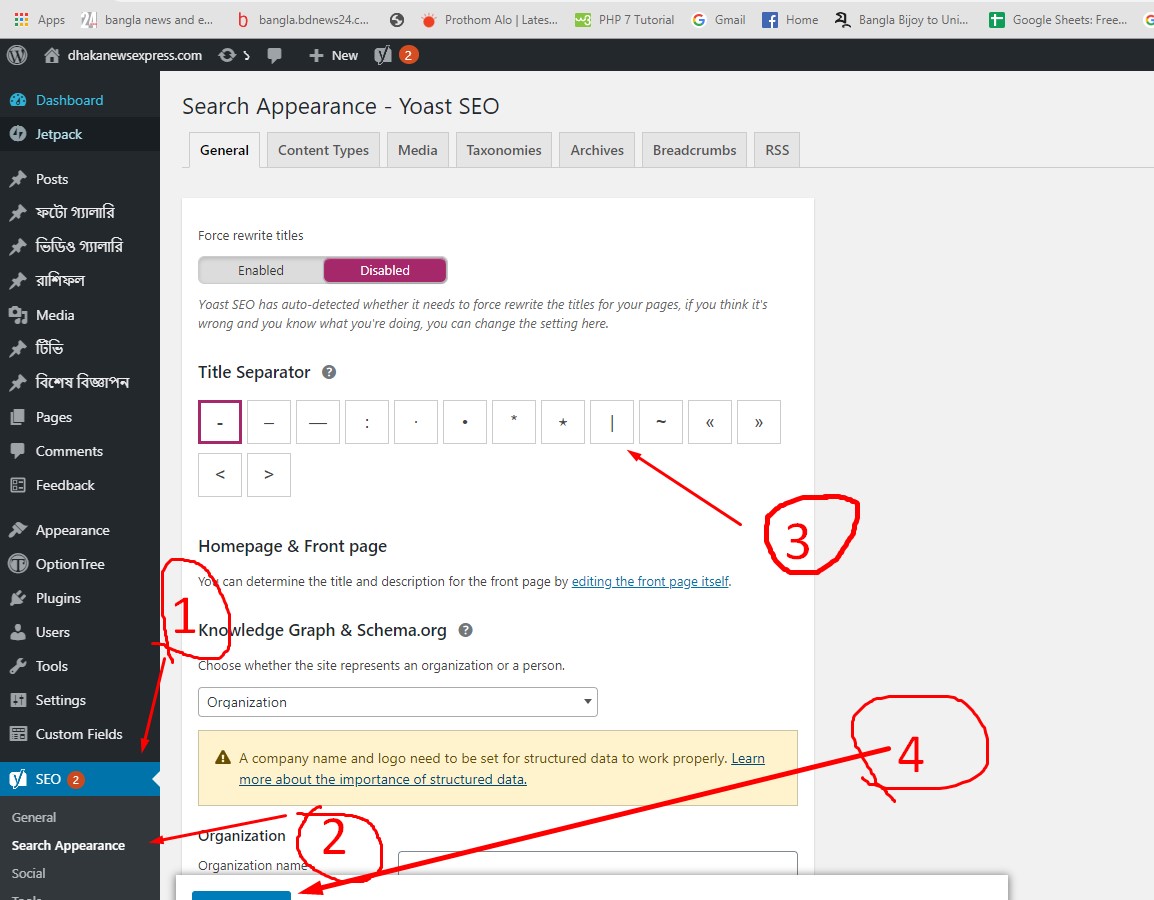 Apps bangla news and e... bangla.bdnews24.c... Prothom Alo | Lates... PHP 7 Tutorial Gmail Home Bangla Bijoy to Uni... Google Sheets: Free...
dhakanewsexpress.com 5 New 2
Dashboard
Jetpack
Posts
ফটো গ্যালারি
ভিডিও গ্যালারি
রাশিফল
Media
টিভি
বিশেষ বিজ্ঞাপন
Pages
Comments
Feedback
Appearance
OptionTree
Plugins
Users
Tools
Settings
Custom Fields
SEO 2
General
Search Appearance
Social
Tools
Search Appearance - Yoast SEO
General Content Types Media Taxonomies Archives Breadcrumbs RSS
Force rewrite titles
Enabled Disabled
Yoast SEO has auto-detected whether it needs to force rewrite the titles for your pages, if you think it's
wrong and you know what you're doing, you can change the setting here.
Title Separator ?
- – — : · • * ⋆ | ~ « »
< >
3
Homepage & Front page
You can determine the title and description for the front page by editing the front page itself.
1
Knowledge Graph & Schema.org ?
Choose whether the site represents an organization or a person.
Organization
4
A company name and logo need to be set for structured data to work properly. Learn
more about the importance of structured data.
2
Organization
Organization name